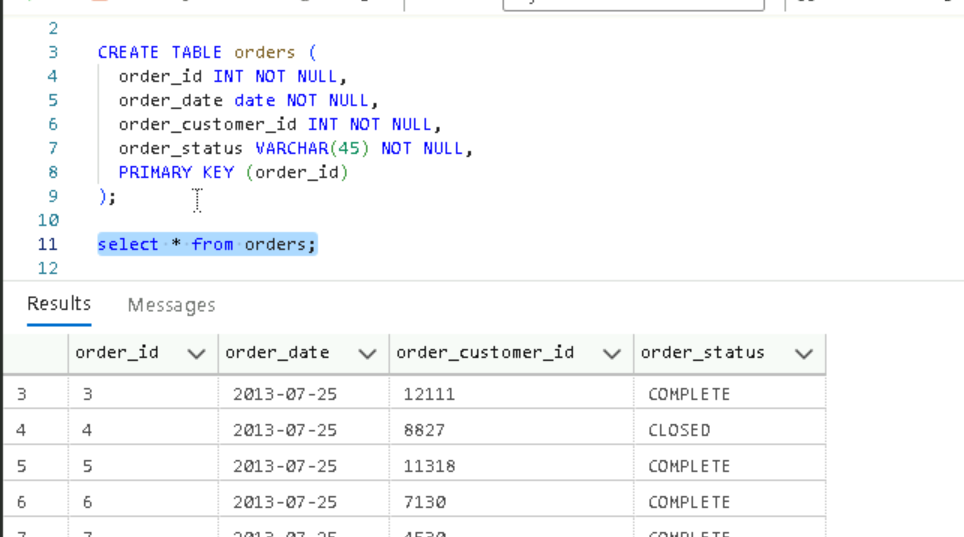 2
3 CREATE TABLE orders (
4 order_id INT NOT NULL,
5 order_date date NOT NULL,
6 order_customer_id INT NOT NULL,
7 order_status VARCHAR(45) NOT NULL,
8 PRIMARY KEY (order_id)
9 );
10
11 select * from orders;
12
Results Messages
order_id order_date order_customer_id order_status
3 3 2013-07-25 12111 COMPLETE
4 4 2013-07-25 8827 CLOSED
5 5 2013-07-25 11318 COMPLETE
6 6 2013-07-25 7130 COMPLETE
7 7 2013-07-25 4530 COMPLETE